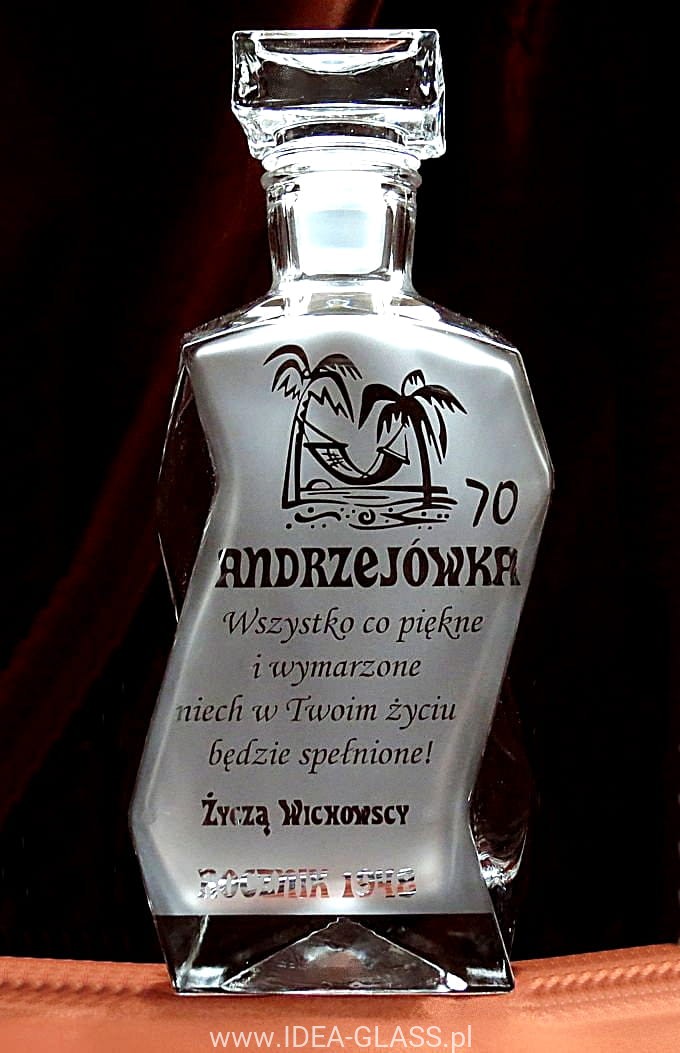 70
ANDRZEJÓWKA
Wszystko co piękne
i wymarzone
niech w Twoim życiu
będzie spełnione!
Życzą Wichowscy
ROCZNIK 1948
www.IDEA-GLASS.pl